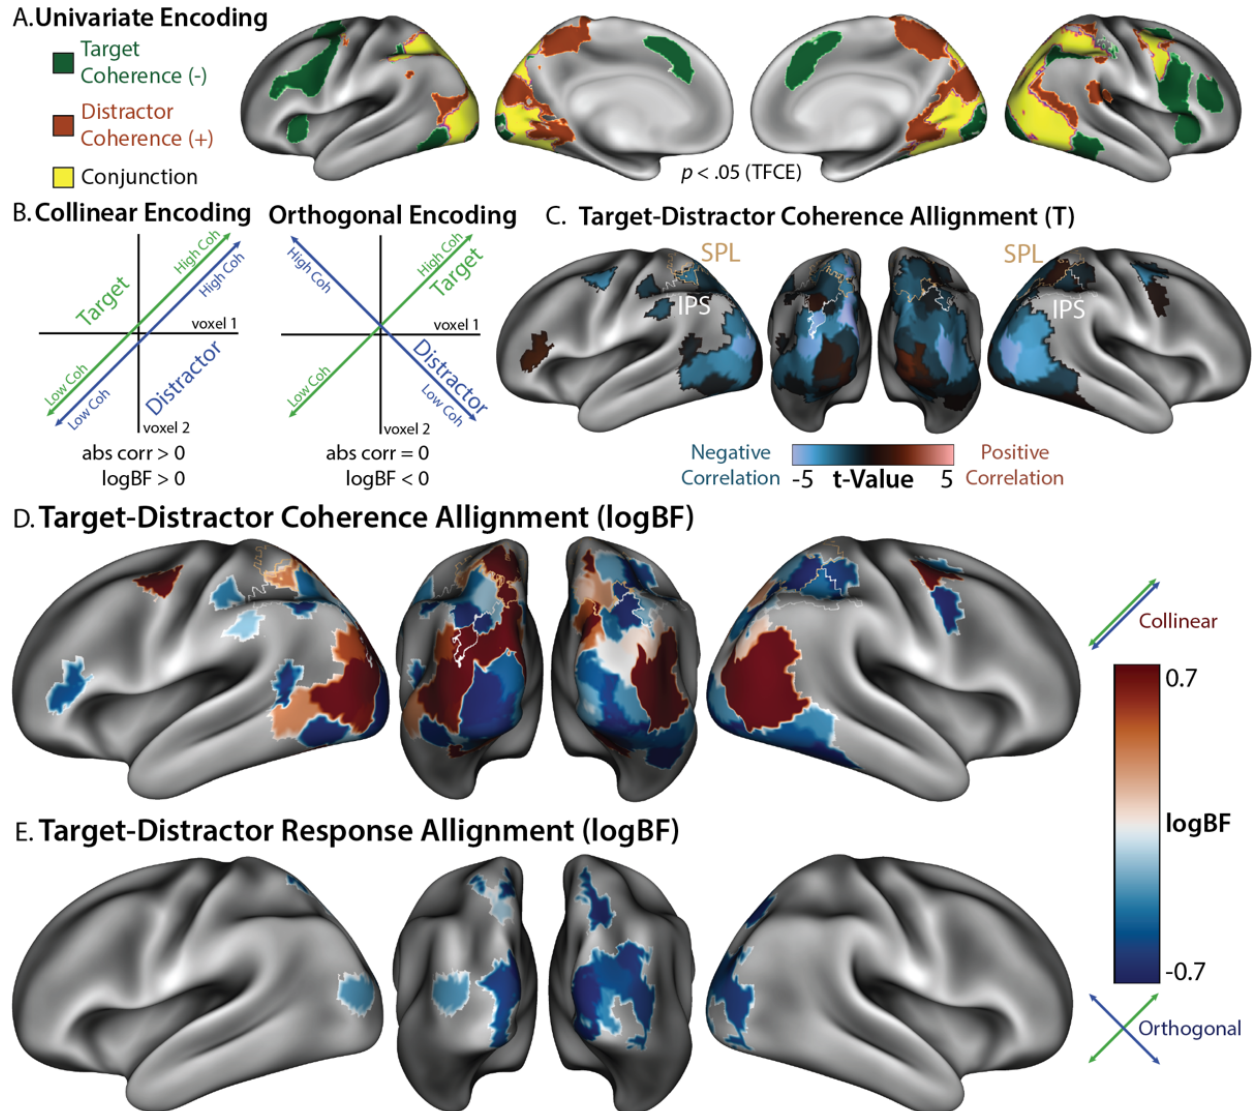 A. Univariate Encoding
Target
Coherence (-)
Distractor
Coherence (+)
Conjunction
p < .05 (TFCE)
B. Collinear Encoding
Orthogonal Encoding
High Coh
High Coh
Target
voxel 1
Low Coh
Low Coh
Distractor
voxel 2
abs corr > 0
logBF > 0
High Coh
High Coh
Target
voxel 1
Low Coh
Distractor
Low Coh
voxel 2
abs corr = 0
logBF < 0
C. Target-Distractor Coherence Allignment (T)
SPL
IPS
SPL
IPS
Negative
Correlation
-5 t-Value 5
Positive
Correlation
D. Target-Distractor Coherence Allignment (logBF)
Collinear
0.7
logBF
-0.7
Orthogonal
E. Target-Distractor Response Allignment (logBF)